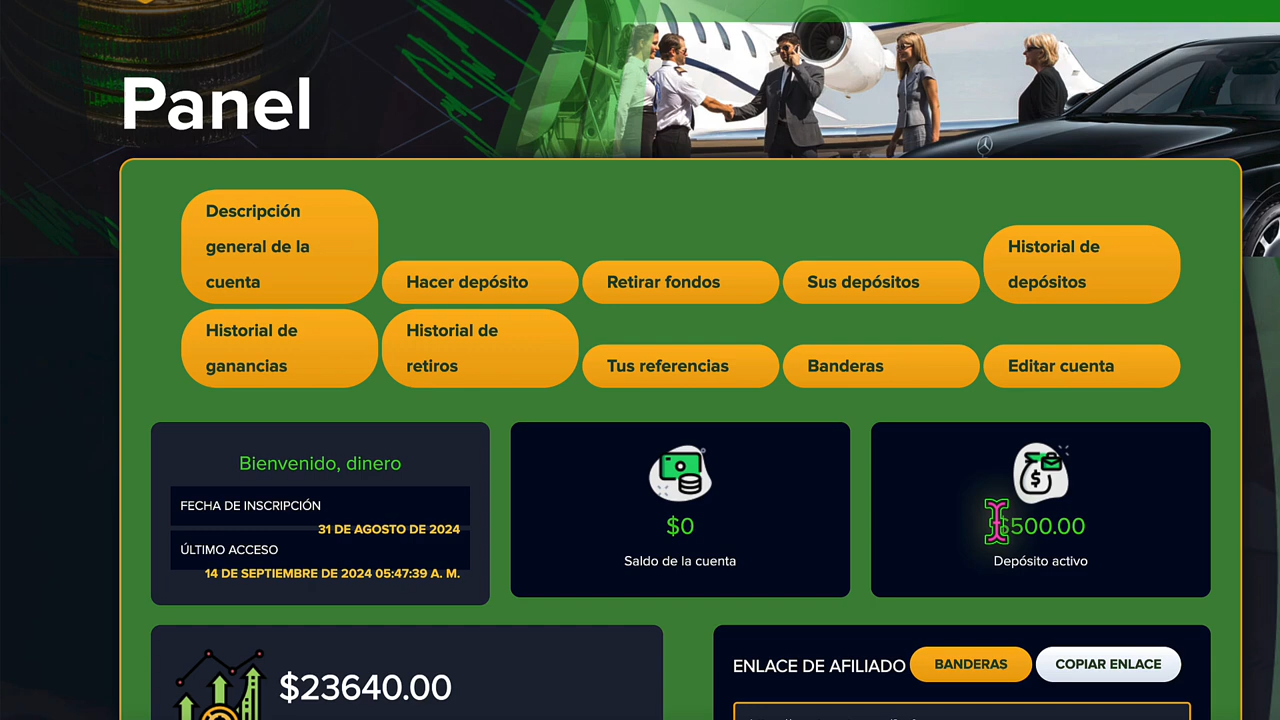 Panel
Descripción
general de la
cuenta
Hacer depósito
Retirar fondos
Sus depósitos
Historial de
depósitos
Historial de
ganancias
Historial de
retiros
Tus referencias
Banderas
Editar cuenta
Bienvenido, dinero
FECHA DE INSCRIPCIÓN
31 DE AGOSTO DE 2024
ÚLTIMO ACCESO
14 DE SEPTIEMBRE DE 2024 05:47:39 A. M.
$0
Saldo de la cuenta
$500.00
Depósito activo
$23640.00
ENLACE DE AFILIADO
BANDERAS
COPIAR ENLACE